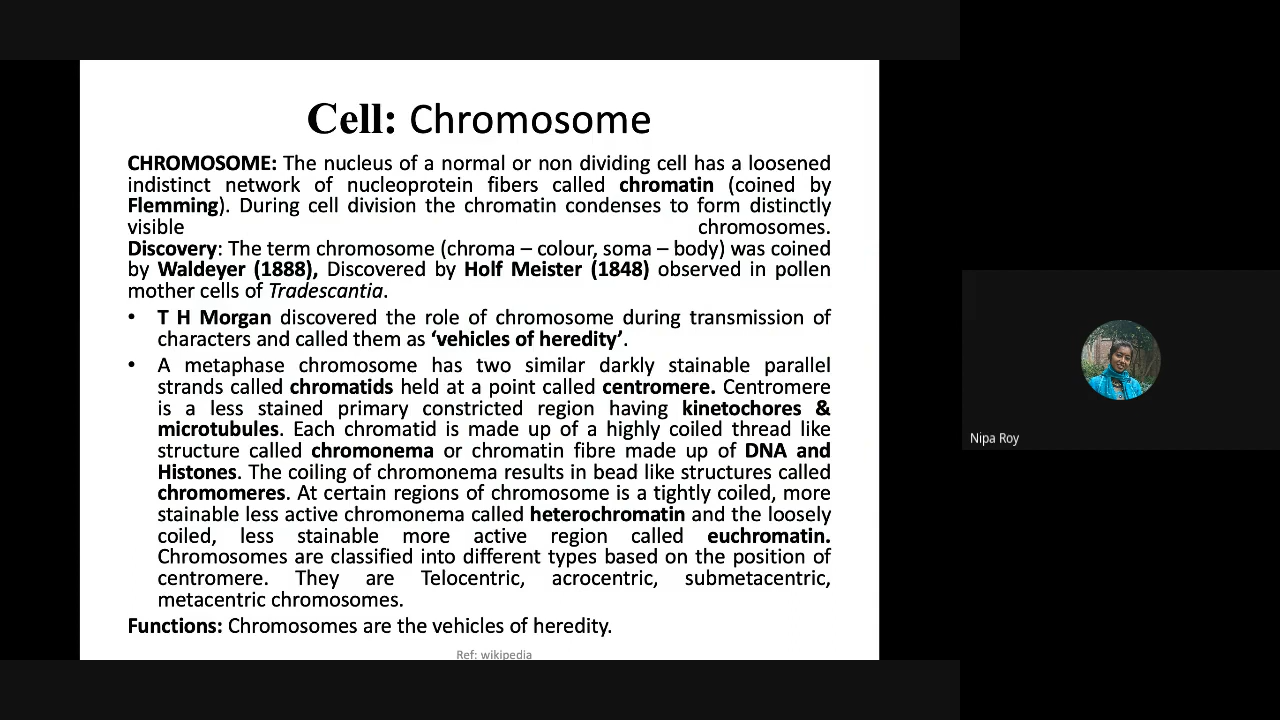 Cell: Chromosome
CHROMOSOME: The nucleus of a normal or non dividing cell has a loosened
indistinct network of nucleoprotein fibers called chromatin (coined by
Flemming). During cell division the chromatin condenses to form distinctly
visible chromosomes.
Discovery: The term chromosome (chroma – colour, soma – body) was coined
by Waldeyer (1888), Discovered by Holf Meister (1848) observed in pollen
mother cells of Tradescantia.
• T H Morgan discovered the role of chromosome during transmission of
characters and called them as ‘vehicles of heredity’.
• A metaphase chromosome has two similar darkly stainable parallel
strands called chromatids held at a point called centromere. Centromere
is a less stained primary constricted region having kinetochores &
microtubules. Each chromatid is made up of a highly coiled thread like
structure called chromonema or chromatin fibre made up of DNA and
Histones. The coiling of chromonema results in bead like structures called
chromomeres. At certain regions of chromosome is a tightly coiled, more
stainable less active chromonema called heterochromatin and the loosely
coiled, less stainable more active region called euchromatin.
Chromosomes are classified into different types based on the position of
centromere. They are Telocentric, acrocentric, submetacentric,
metacentric chromosomes.
Functions: Chromosomes are the vehicles of heredity.
Ref: wikipedia
Nipa Roy